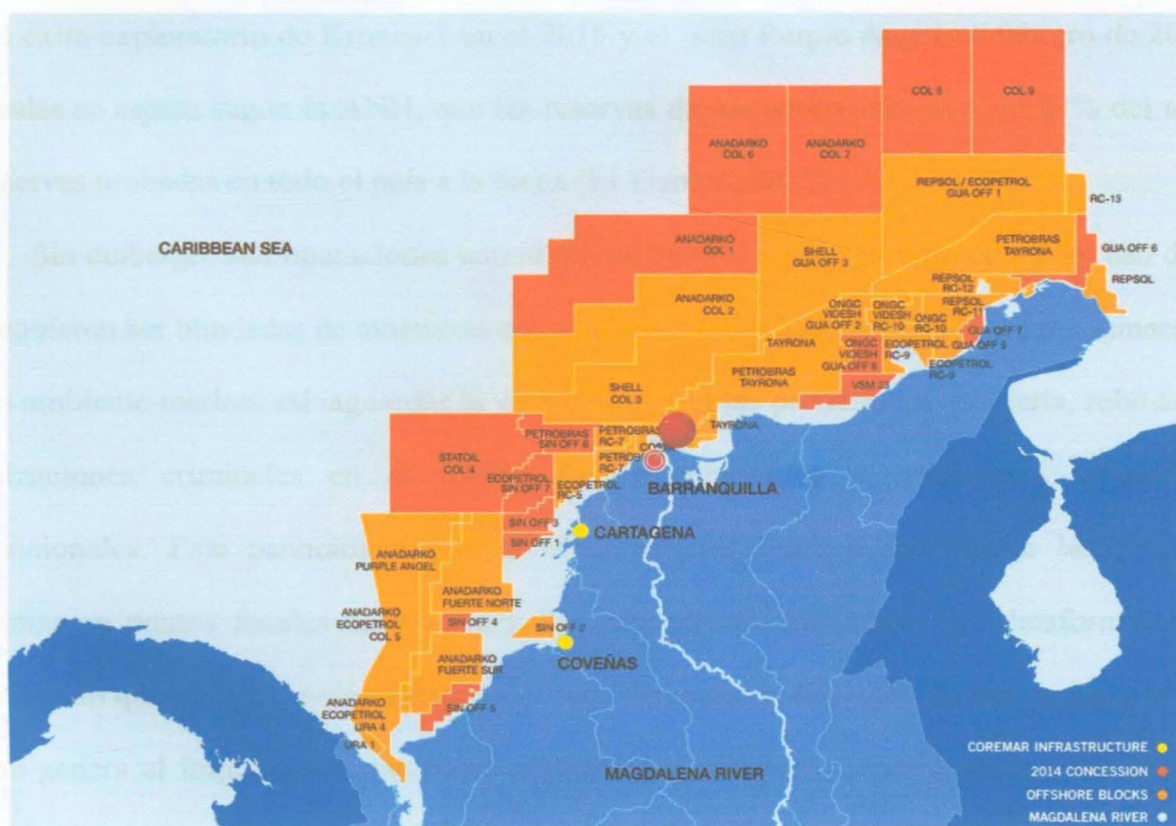 COL 8
COL 9
ANADARKO
COL 6
ANADARKO
COL 7
REPSOL / ECOPETROL
GUA OFF 1
RC-13
CARIBBEAN SEA
ANADARKO
COL 1
SHELL
GUA OFF 3
PETROBRAS
TAYRONA
GUA OFF 6
REPSOL
RC-12
REPSOL
ANADARKO
COL 2
ONGC
VIDESH
GUA OFF 2
ONGC
VIDESH
RC-10
ONGC
RC-10
REPSOL
RC-11
GUA OFF 7
TAYRONA
ONGC
VIDESH
GUA OFF 8
ECOPETROL
RC-9
GUA OFF 5
ECOPETROL
RC-9
PETROBRAS
TAYRONA
VSM 23
SHELL
COL 3
TAYRONA
PETROBRAS
SIN OFF 6
PETROBRAS
RC-7
RC-7
STATOIL
COL 4
ECOPETROL
SIN OFF 7
ECOPETROL
RC-5
BARRANQUILLA
SIN OFF 3
SIN OFF 1
CARTAGENA
ANADARKO
PURPLE ANGEL
ANADARKO
FUERTE NORTE
ANADARKO
ECOPETROL
COL 5
SIN OFF 4
SIN OFF 2
COVEÑAS
ANADARKO
FUERTE SUR
ANADARKO
ECOPETROL
URA 4
SIN OFF 5
URA 1
MAGDALENA RIVER
COREMAR INFRASTRUCTURE
2014 CONCESSION
OFFSHORE BLOCKS
MAGDALENA RIVER